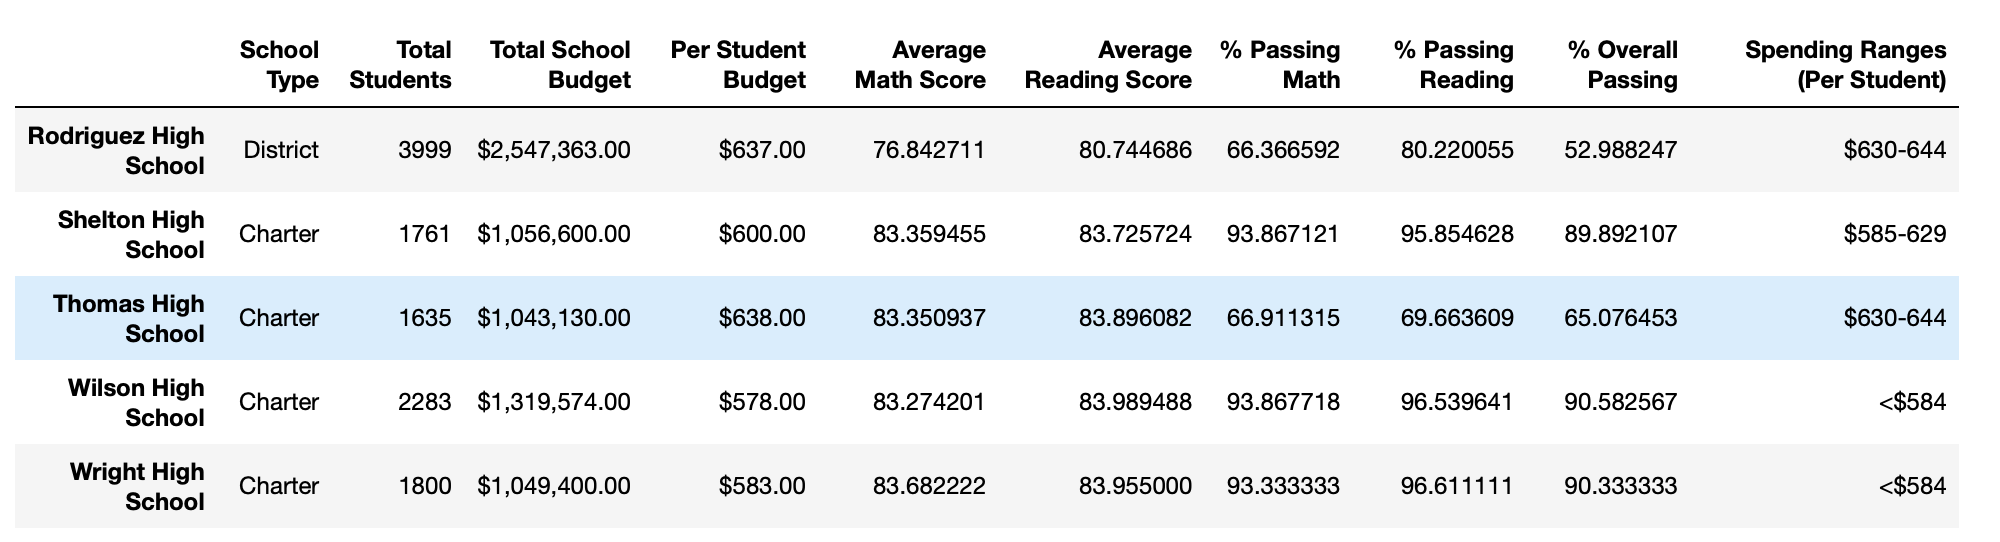 School Type Total Students Total School Budget Per Student Budget Average Math Score Average Reading Score % Passing Math % Passing Reading % Overall Passing Spending Ranges (Per Student)
Rodriguez High School District 3999 $2,547,363.00 $637.00 76.842711 80.744686 66.366592 80.220055 52.988247 $630-644
Shelton High School Charter 1761 $1,056,600.00 $600.00 83.359455 83.725724 93.867121 95.854628 89.892107 $585-629
Thomas High School Charter 1635 $1,043,130.00 $638.00 83.350937 83.896082 66.911315 69.663609 65.076453 $630-644
Wilson High School Charter 2283 $1,319,574.00 $578.00 83.274201 83.989488 93.867718 96.539641 90.582567 <$584
Wright High School Charter 1800 $1,049,400.00 $583.00 83.682222 83.955000 93.333333 96.611111 90.333333 <$584